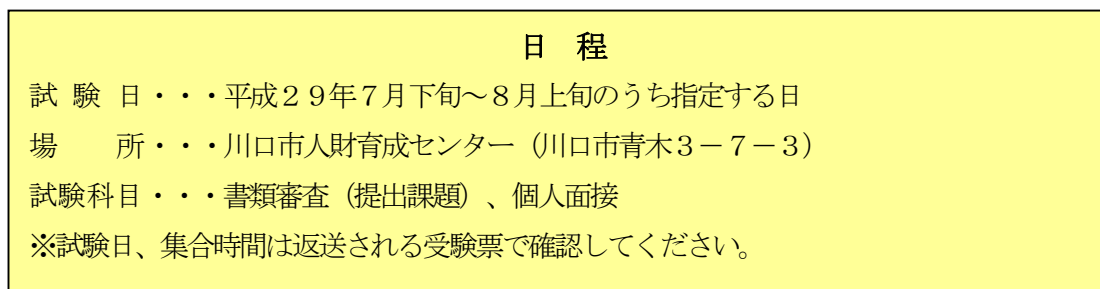 日　程
試 験 日・・・平成２９年７月下旬～８月上旬のうち指定する日
場　　所・・・川口市人財育成センター（川口市青木３－７－３）
試験科目・・・書類審査（提出課題）、個人面接
※試験日、集合時間は返送される受験票で確認してください。